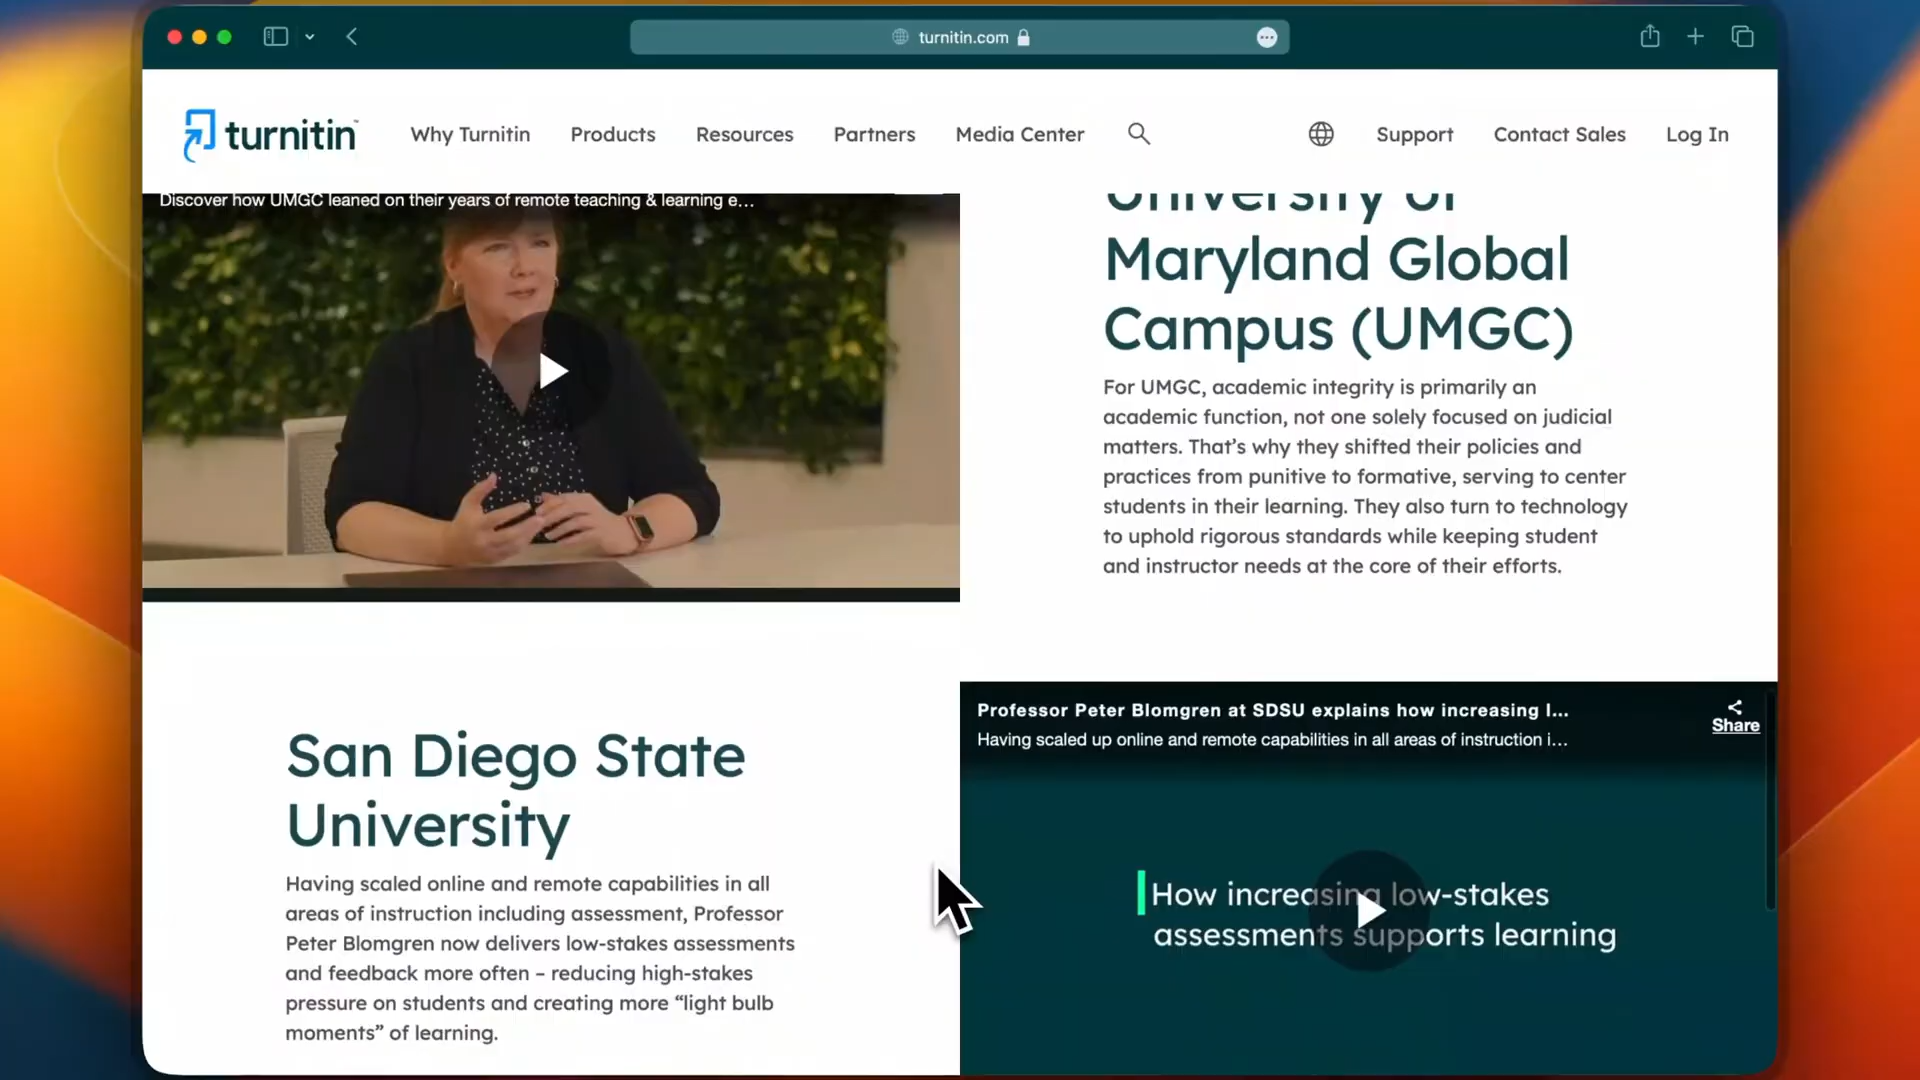 turnitin.com
turnitin
Why Turnitin
Products
Resources
Partners
Media Center
Support
Contact Sales
Log In
Discover how UMGC leaned on their years of remote teaching & learning e...
University of
Maryland Global
Campus (UMGC)
For UMGC, academic integrity is primarily an
academic function, not one solely focused on judicial
matters. That’s why they shifted their policies and
practices from punitive to formative, serving to center
students in their learning. They also turn to technology
to uphold rigorous standards while keeping student
and instructor needs at the core of their efforts.
San Diego State
University
Having scaled online and remote capabilities in all
areas of instruction including assessment, Professor
Peter Blomgren now delivers low-stakes assessments
and feedback more often – reducing high-stakes
pressure on students and creating more “light bulb
moments” of learning.
Professor Peter Blomgren at SDSU explains how increasing l...
Having scaled up online and remote capabilities in all areas of instruction i...
Share
How increasing low-stakes
assessments supports learning